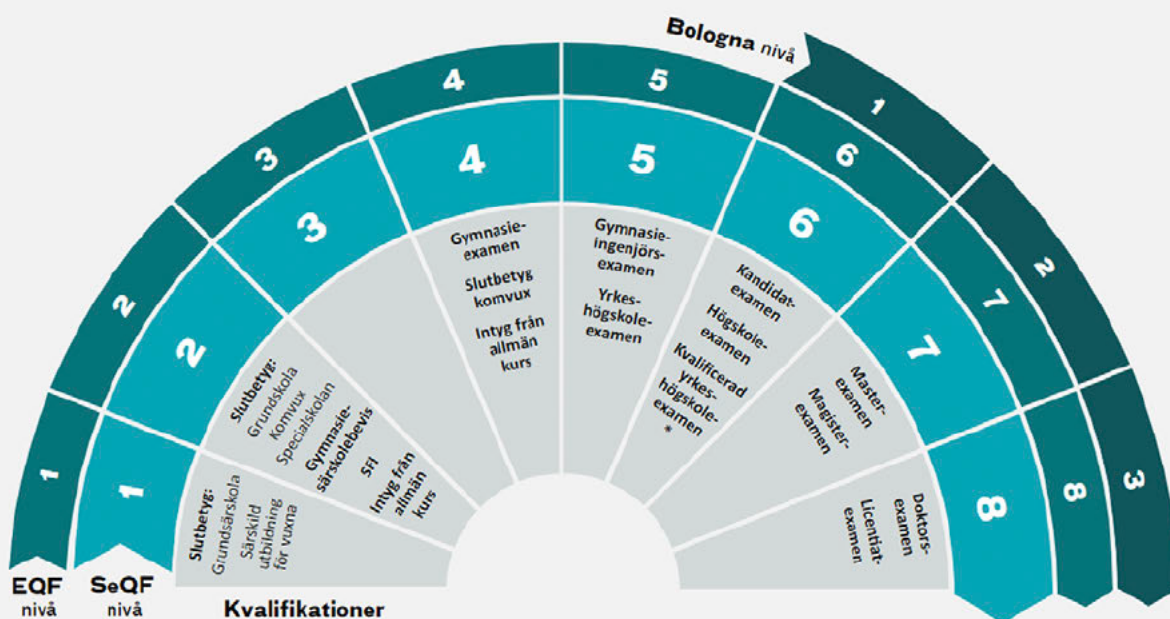 Bologna nivå
1
2
3
1
2
3
4
5
6
7
8
1
2
3
4
5
6
7
8
Slutbetyg:
Grundsärskola
Särskild
utbildning
för vuxna
Slutbetyg:
Grundskola
Komvux
Specialskolan
Gymnasie-
särskolebevis
SFI
Intyg från
allmän
kurs
Gymnasie-
examen
Slutbetyg
komvux
Intyg från
allmän
kurs
Gymnasie-
ingenjörs-
examen
Yrkes-
högskole-
examen
Kandidat-
examen
Högskole-
examen
Kvalificerad
yrkes-
högskole-
examen
*
Master-
examen
Magister-
examen
Doktors-
examen
Licentiat-
examen
EQF
nivå
SeQF
nivå
Kvalifikationer